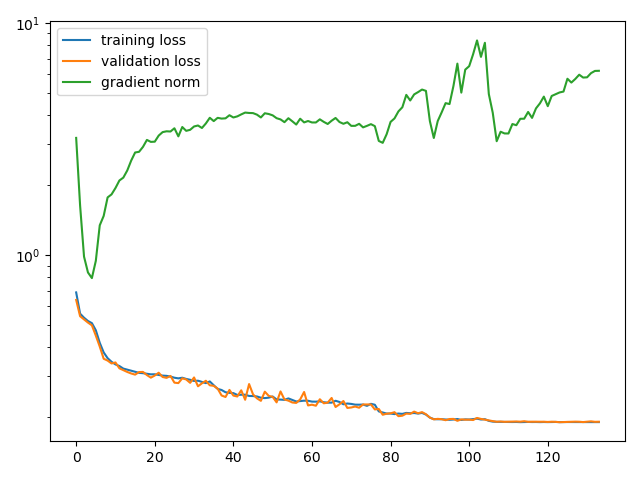 10¹
training loss
validation loss
gradient norm
10⁰
0 20 40 60 80 100 120